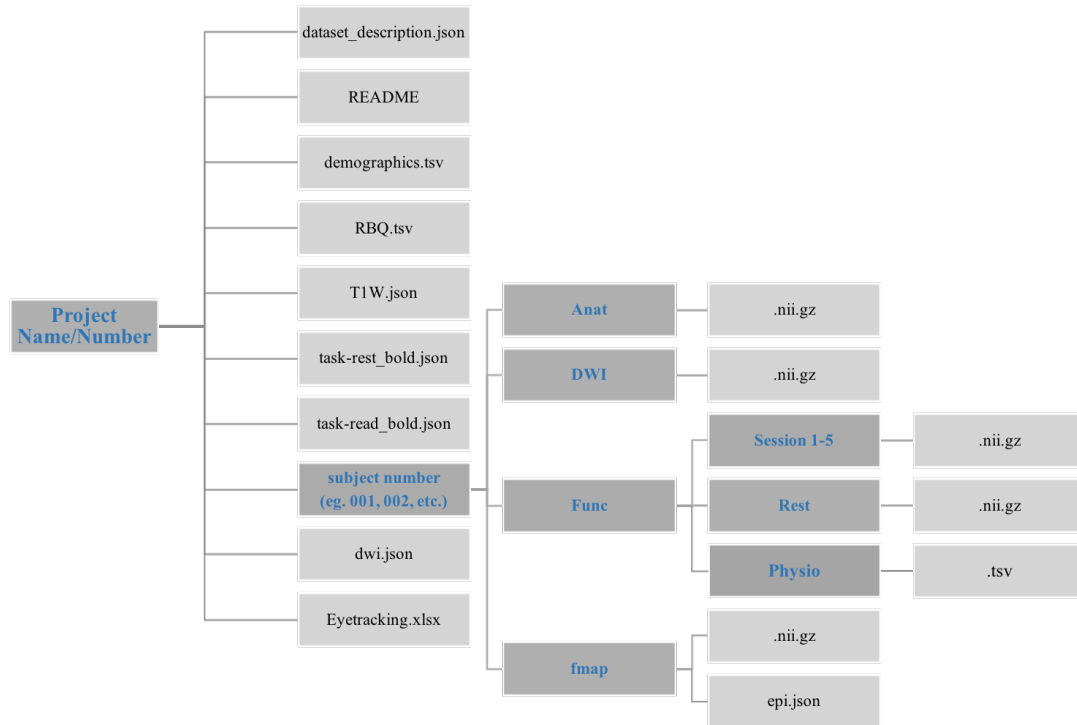 dataset_description.json
README
demographics.tsv
RBQ.tsv
T1W.json
Project
Name/Number
task-rest_bold.json
task-read_bold.json
subject number
(eg. 001, 002, etc.)
dwi.json
Eyetracking.xlsx
Anat
.nii.gz
DWI
.nii.gz
Func
Session 1-5
.nii.gz
Rest
.nii.gz
Physio
.tsv
fmap
.nii.gz
epi.json